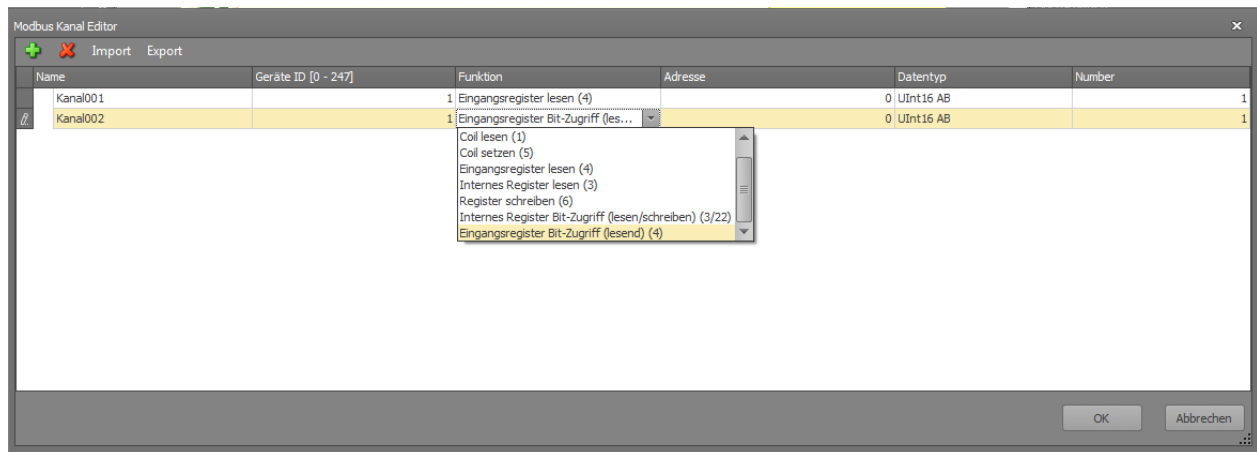 Modbus Kanal Editor
Import Export
Name Geräte ID [0 - 247] Funktion Adresse Datentyp Number
Kanal001 1 Eingangsregister lesen (4) 0 UInt16 AB 1
Kanal002 1 Eingangsregister Bit-Zugriff (les... 0 UInt16 AB 1
Coil lesen (1)
Coil setzen (5)
Eingangsregister lesen (4)
Internes Register lesen (3)
Register schreiben (6)
Internes Register Bit-Zugriff (lesen/schreiben) (3/22)
Eingangsregister Bit-Zugriff (lesend) (4)
OK Abbrechen